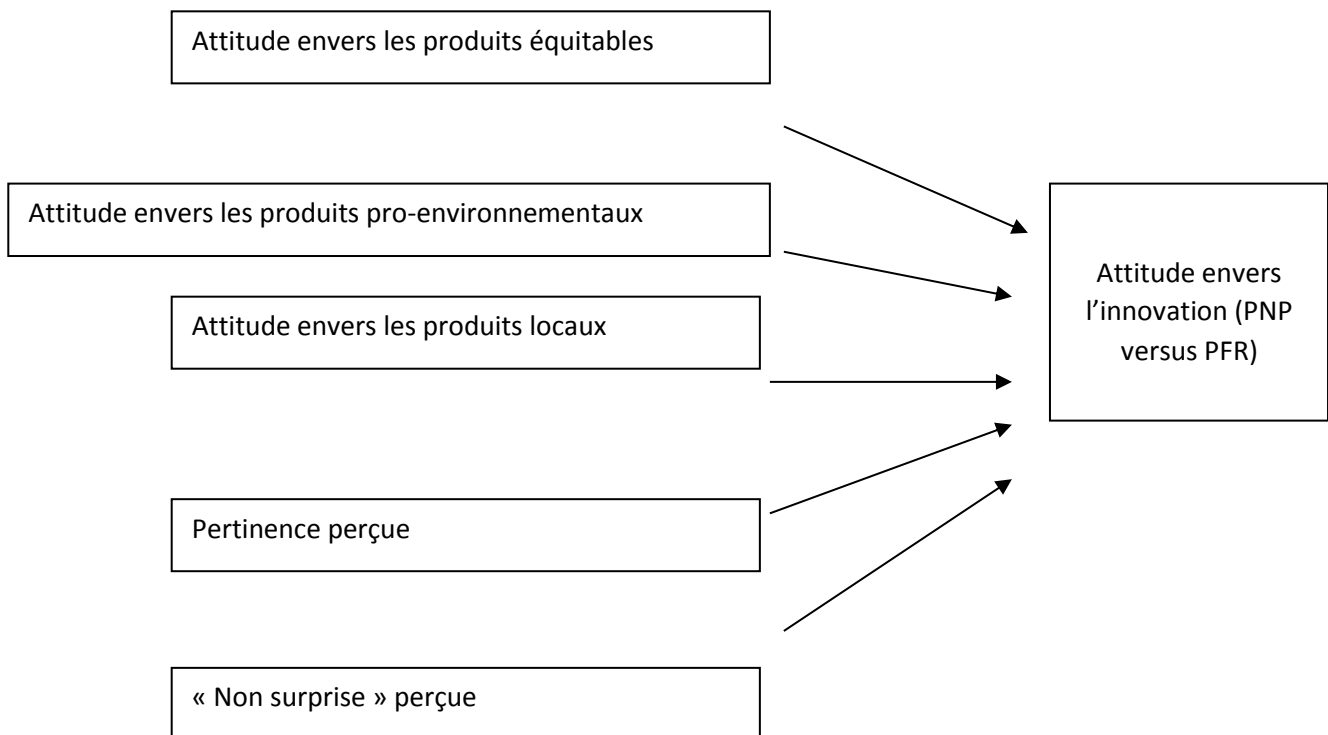 Attitude envers les produits équitables
Attitude envers les produits pro-environnementaux
Attitude envers les produits locaux
Pertinence perçue
« Non surprise » perçue
Attitude envers
l’innovation (PNP
versus PFR)